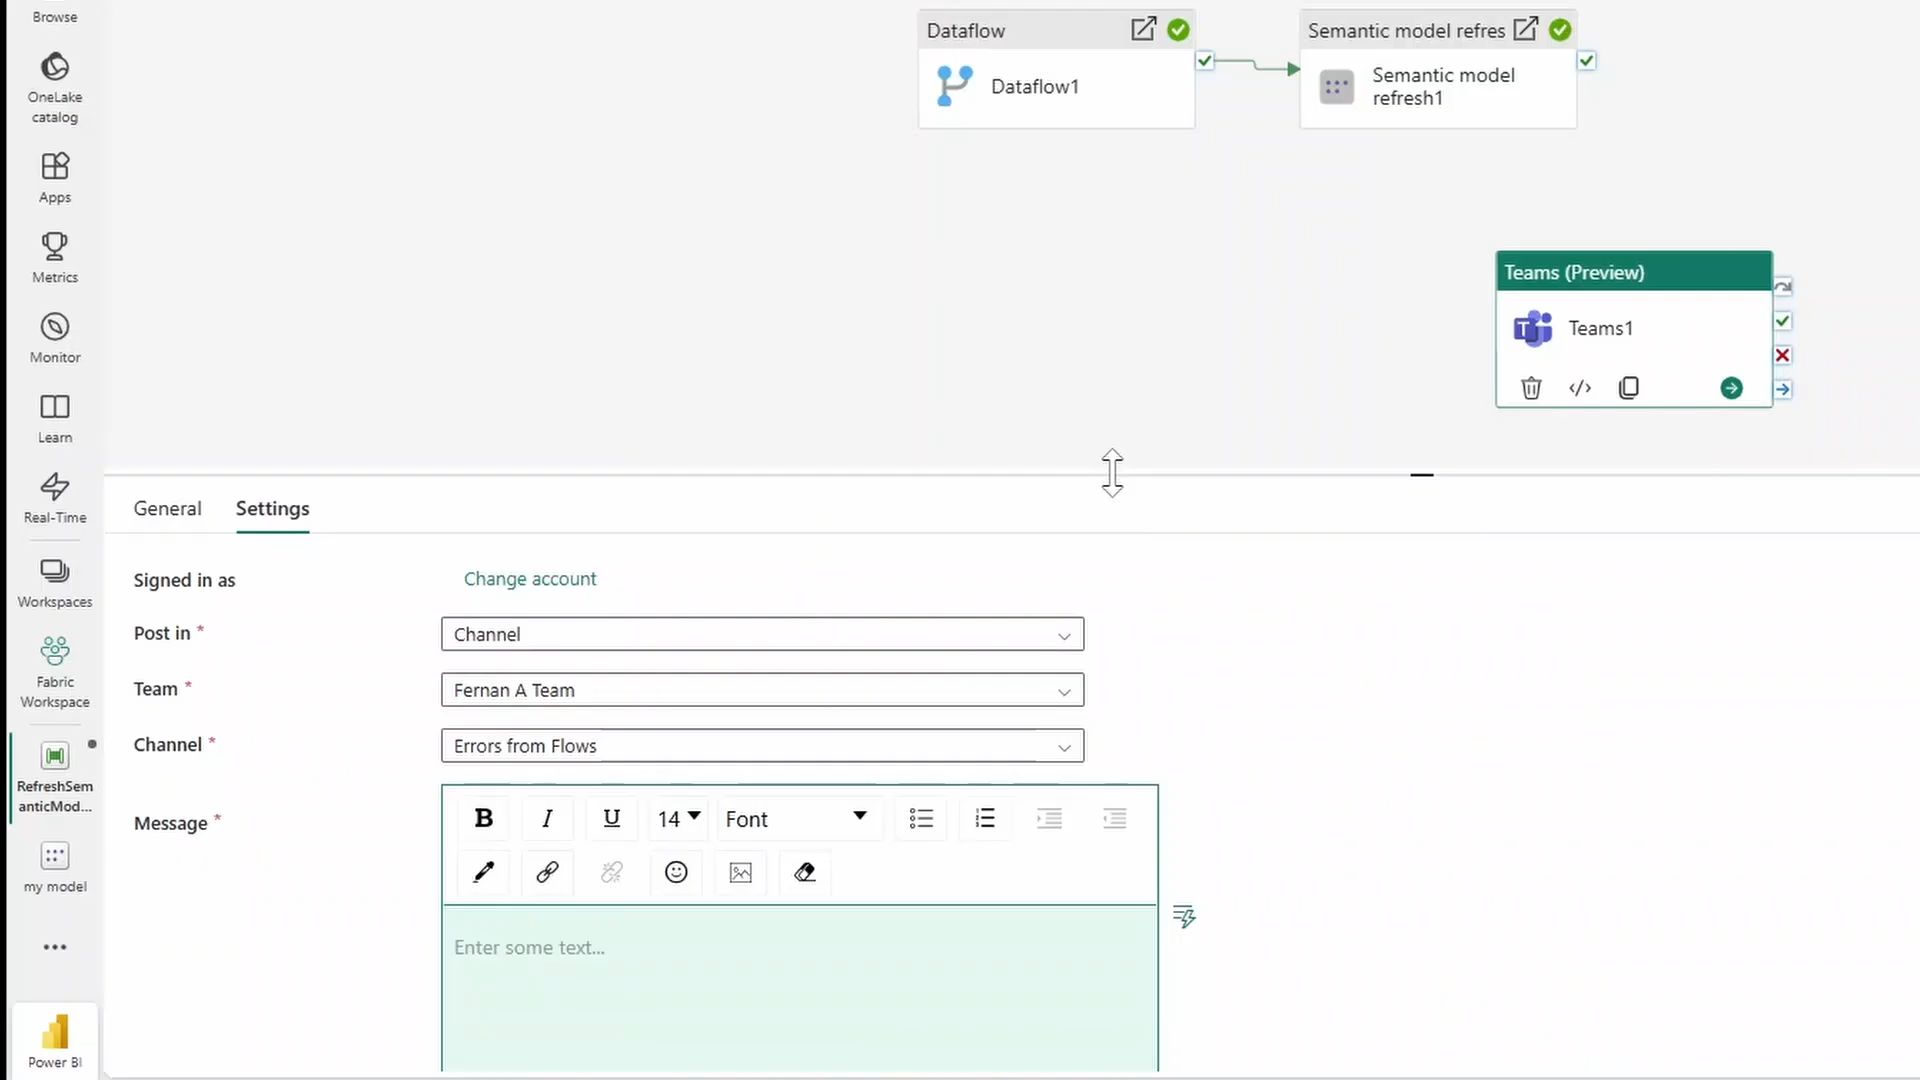 Browse
OneLake
catalog
Apps
Metrics
Monitor
Learn
Real-Time
Workspaces
Fabric
Workspace
RefreshSem
anticMod...
my model
Power BI
Dataflow
Dataflow1
Semantic model refres
Semantic model
refresh1
Teams (Preview)
T
Teams1
General
Settings
Signed in as
Change account
Post in *
Channel
Team *
Fernan A Team
Channel *
Errors from Flows
Message *
B
I
U
14
Font
Enter some text...